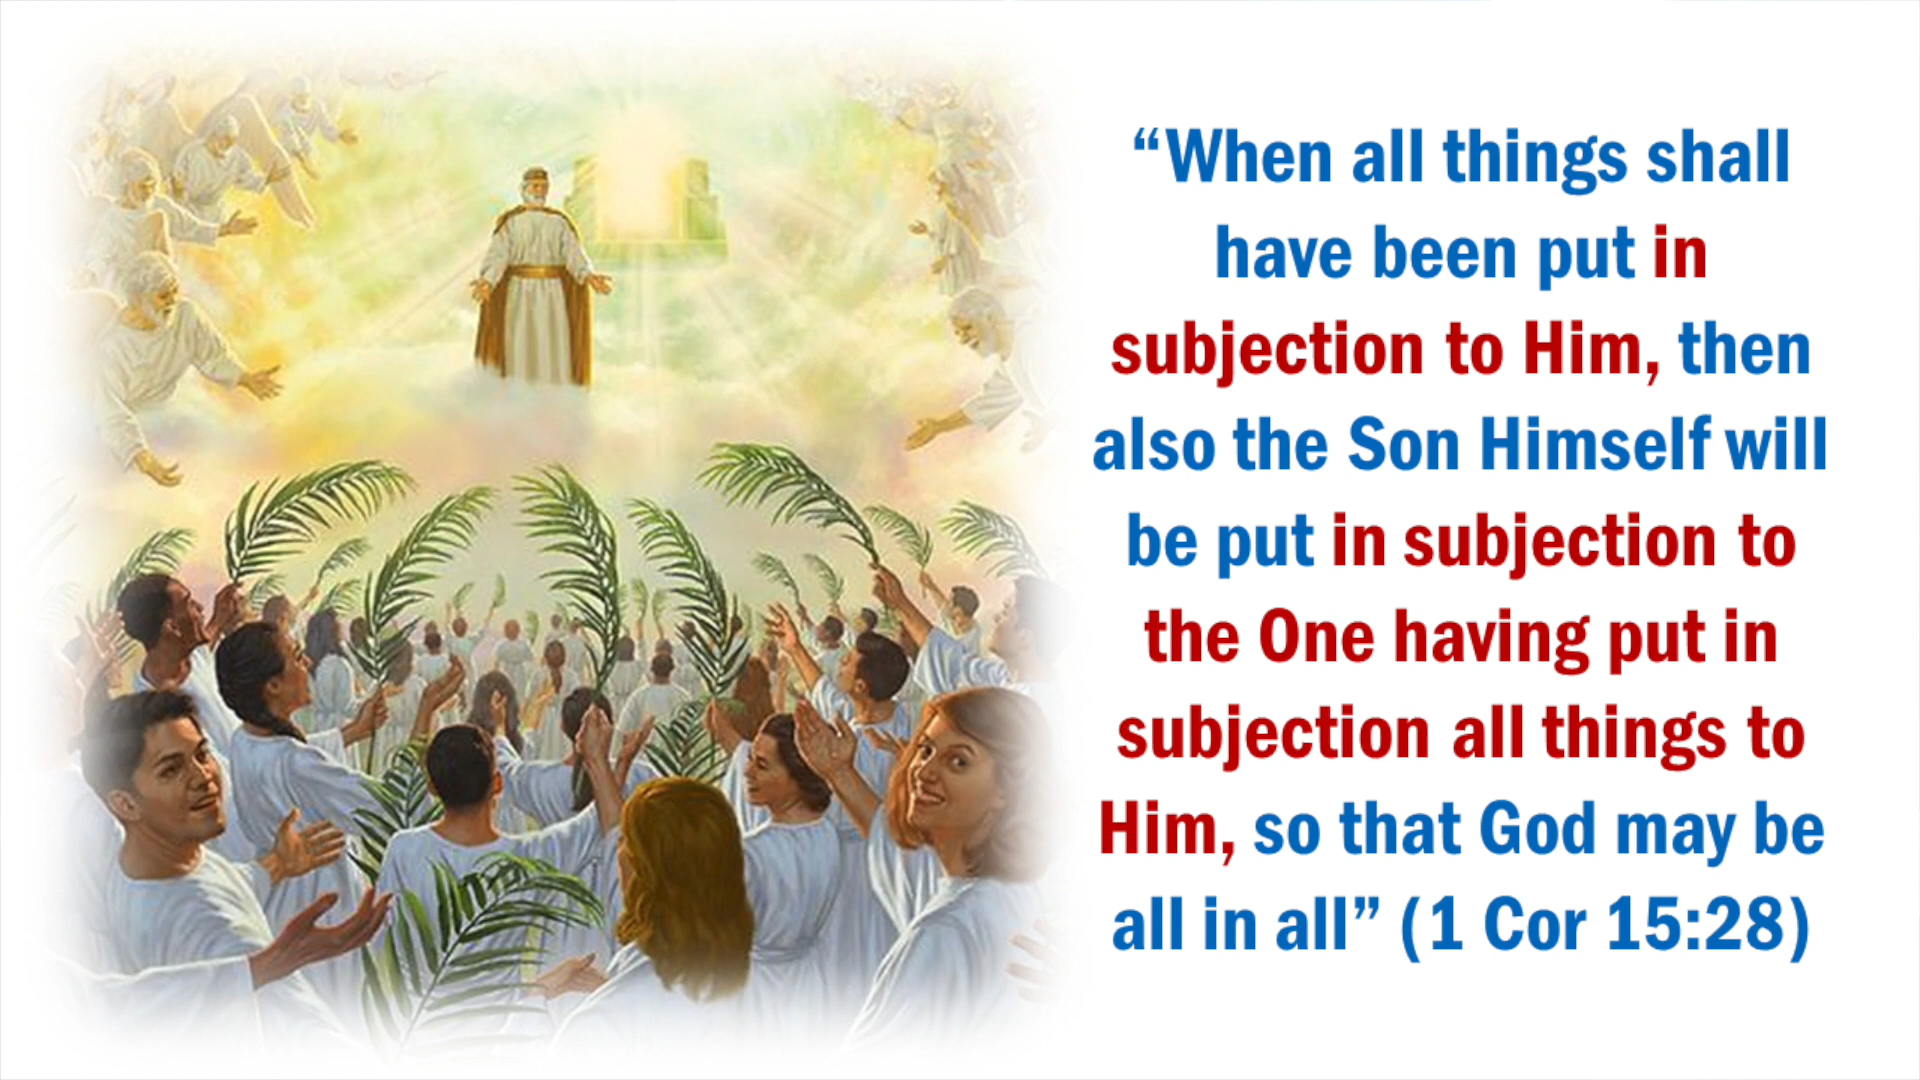 “When all things shall
have been put in
subjection to Him, then
also the Son Himself will
be put in subjection to
the One having put in
subjection all things to
Him, so that God may be
all in all” (1 Cor 15:28)